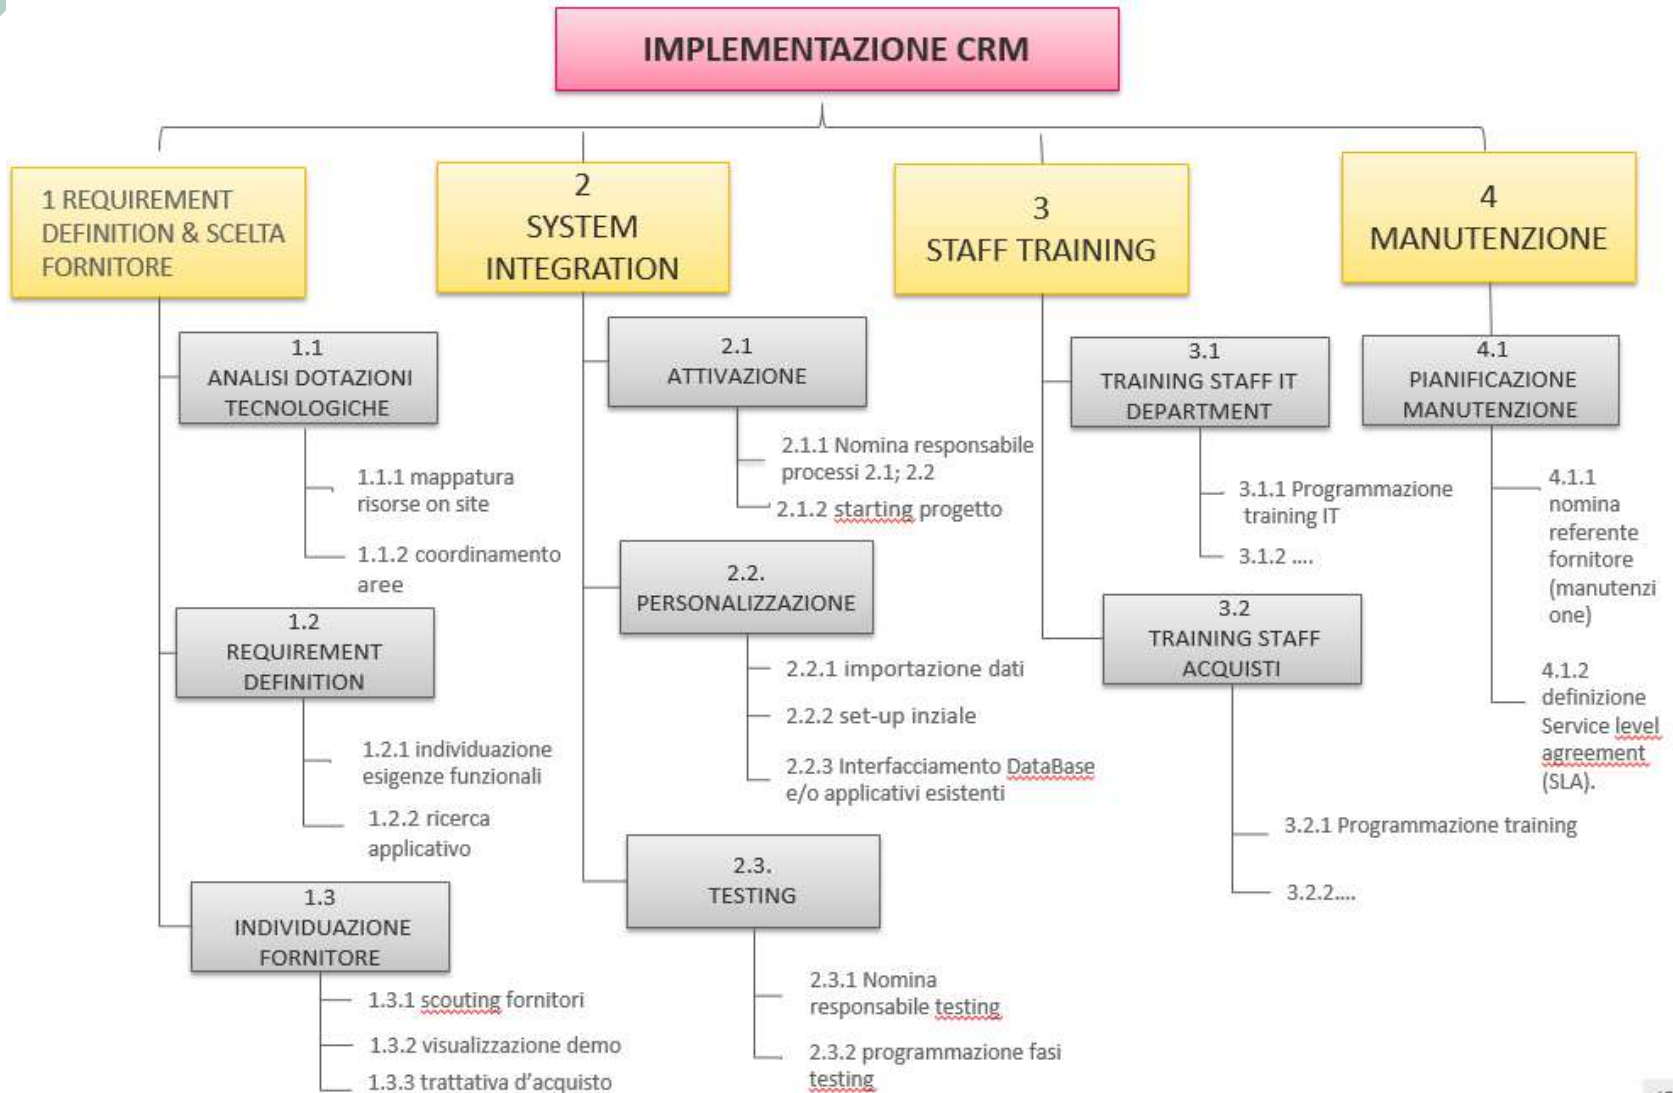 IMPLEMENTAZIONE CRM
1 REQUIREMENT
DEFINITION & SCELTA
FORNITORE
1.1
ANALISI DOTAZIONI
TECNOLOGICHE
1.1.1 mappatura
risorse on site
1.1.2 coordinamento
aree
1.2
REQUIREMENT
DEFINITION
1.2.1 individuazione
esigenze funzionali
1.2.2 ricerca
applicativo
1.3
INDIVIDUAZIONE
FORNITORE
1.3.1 scouting fornitori
1.3.2 visualizzazione demo
1.3.3 trattativa d'acquisto
2
SYSTEM
INTEGRATION
2.1
ATTIVAZIONE
2.1.1 Nomina responsabile
processi 2.1; 2.2
2.1.2 starting progetto
2.2.
PERSONALIZZAZIONE
2.2.1 importazione dati
2.2.2 set-up inziale
2.2.3 Interfacciamento DataBase
e/o applicativi esistenti
2.3.
TESTING
2.3.1 Nomina
responsabile testing
2.3.2 programmazione fasi
testing
3
STAFF TRAINING
3.1
TRAINING STAFF IT
DEPARTMENT
3.1.1 Programmazione
training IT
3.1.2 ....
3.2
TRAINING STAFF
ACQUISTI
3.2.1 Programmazione training
3.2.2....
4
MANUTENZIONE
4.1
PIANIFICAZIONE
MANUTENZIONE
4.1.1
nomina
referente
fornitore
(manutenzi
one)
4.1.2
definizione
Service level
agreement
(SLA).